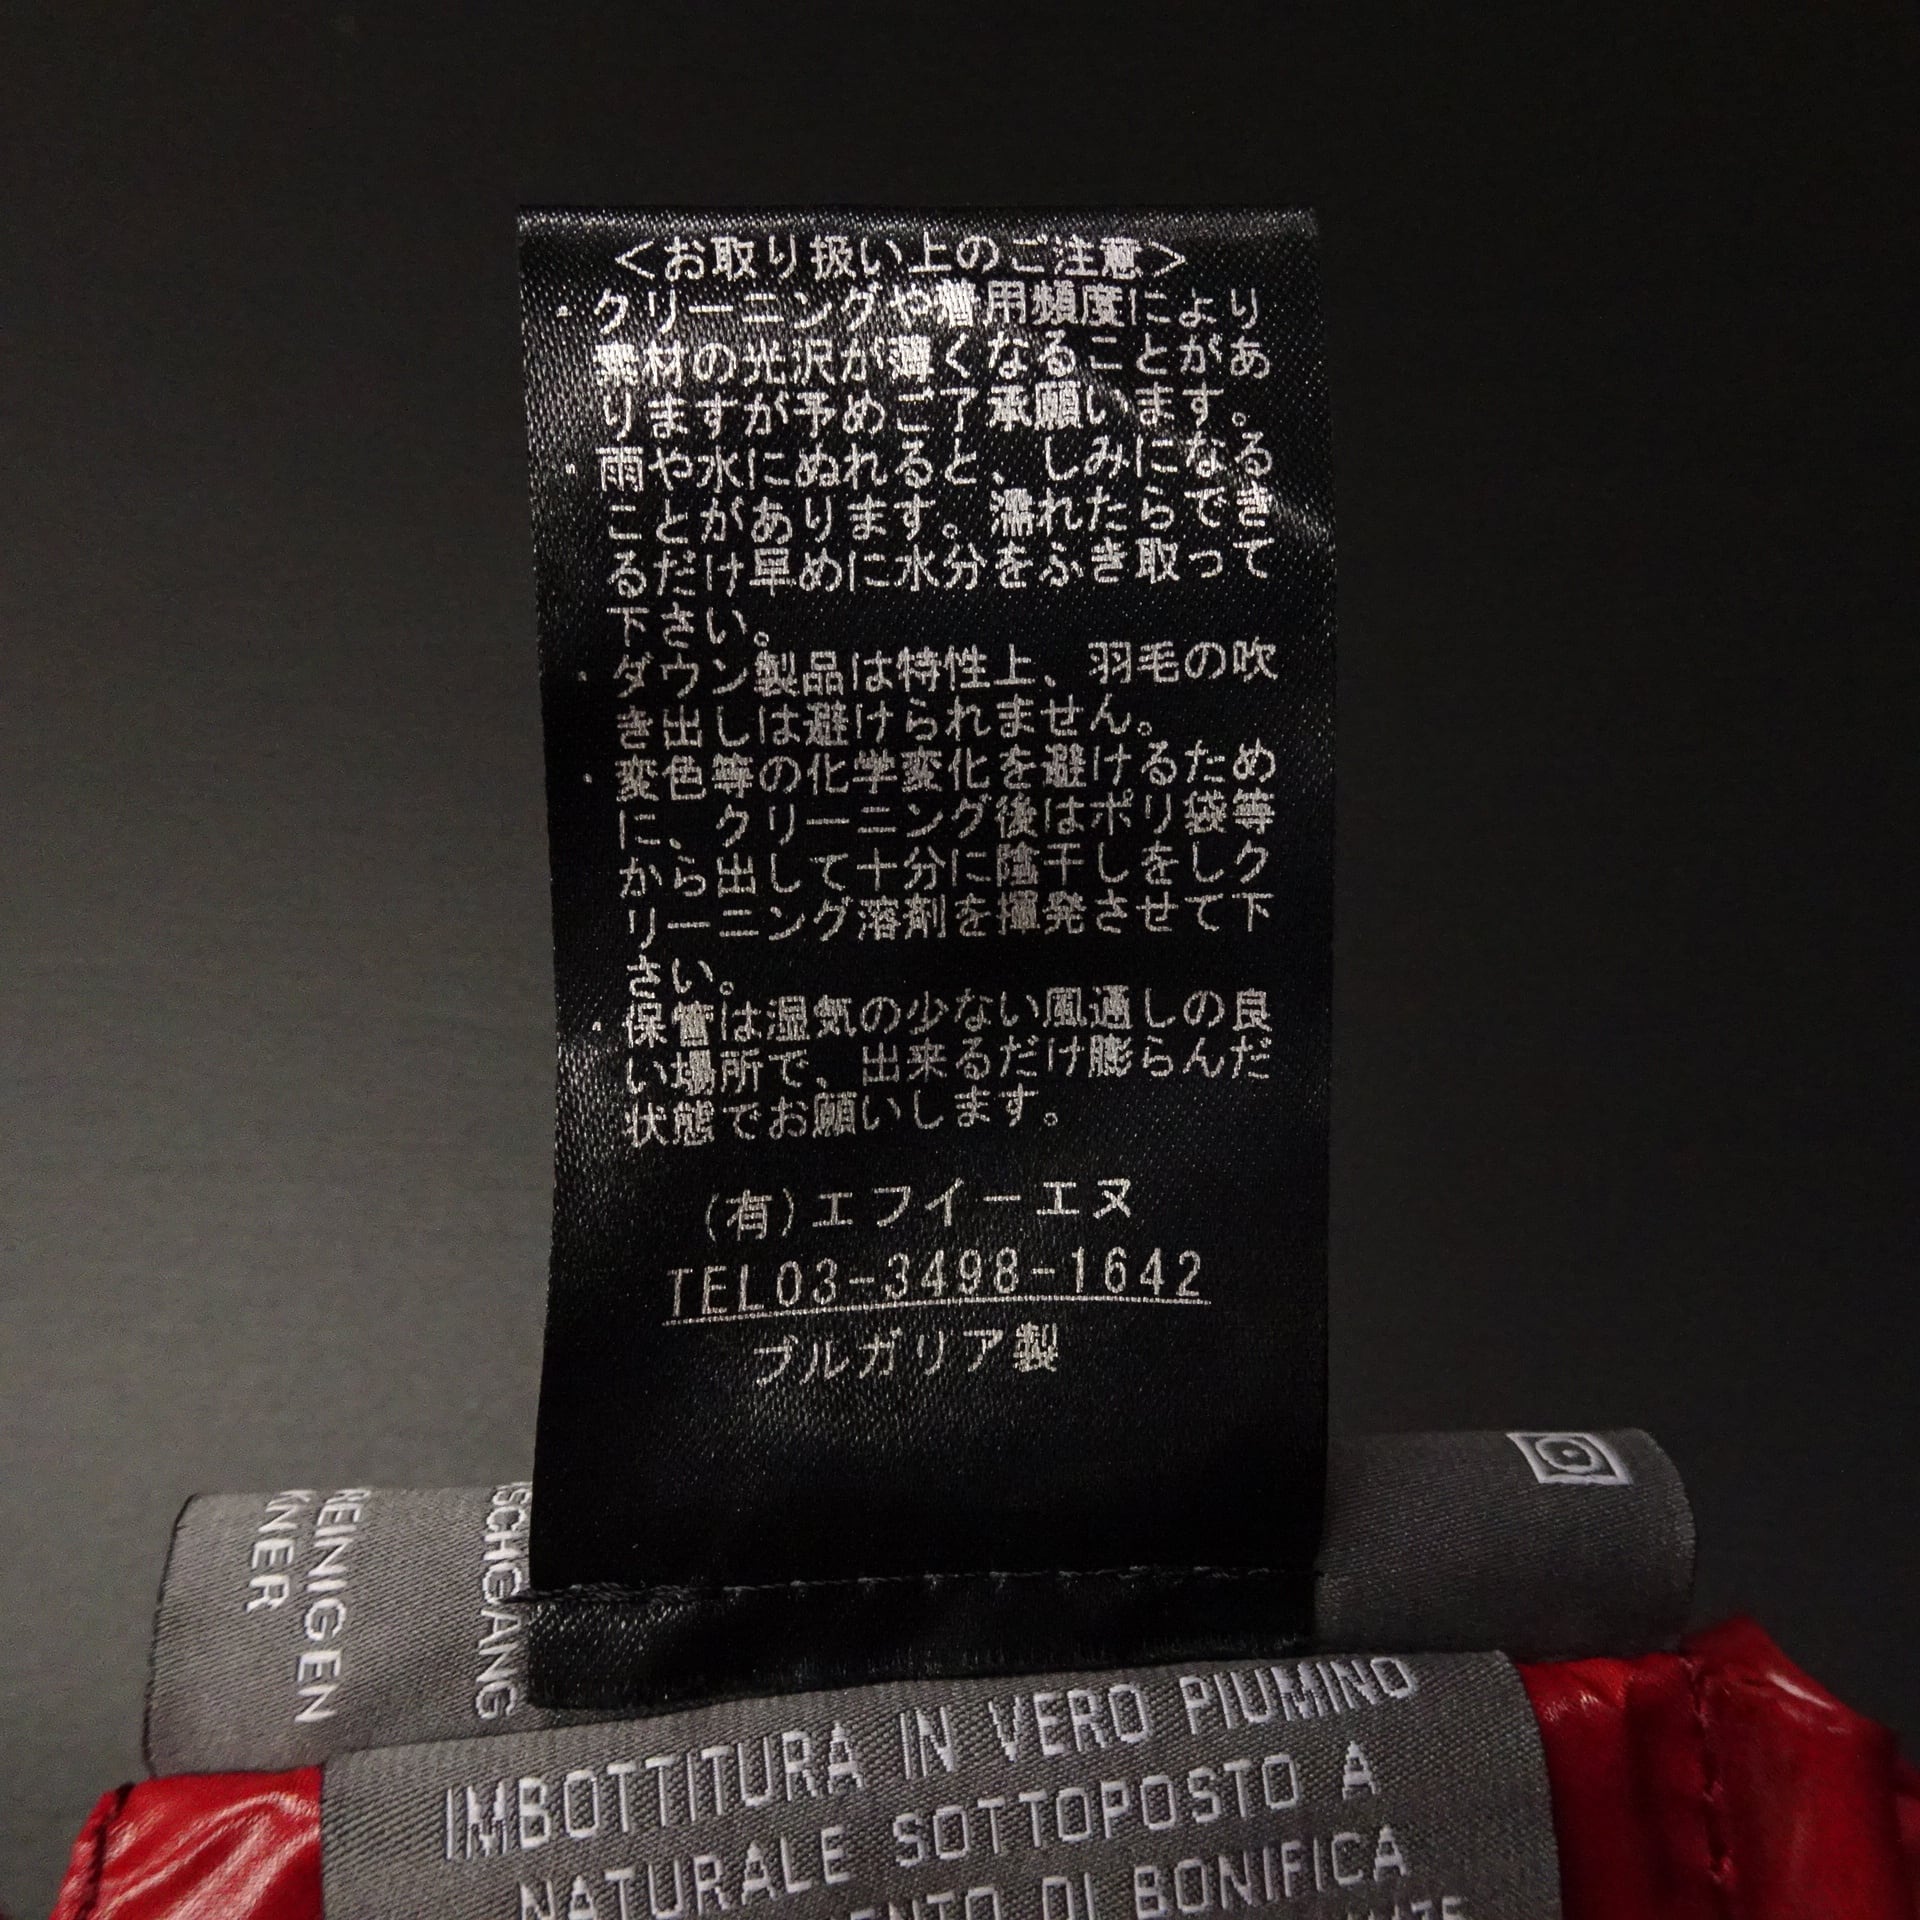 <お取り扱い上のご注意>
・クリーニングや着用頻度により
素材の光沢が薄くなることがあ
りますが予めご了承願います。
・雨や水にぬれると、しみになる
ことがあります。濡れたらでき
るだけ早めに水分をふき取って
下さい。
・ダウン製品は特性上、羽毛の吹
き出しは避けられません。
・変色等の化学変化を避けるため
に、クリーニング後はポリ袋等
から出して十分に陰干しをしク
リーニング溶剤を揮発させて下
さい。
・保管は湿気の少ない風通しの良
い場所で、出来るだけ膨らんだ
状態でお願いします。
(有)エフイーエヌ
TEL03-3498-1642
ブルガリア製
SCHGANG
REINIGEN
KNER
IMBOTTITURA IN VERO PIUMINO
NATURALE SOTTOPOSTO A
ENTO DI BONIFICA